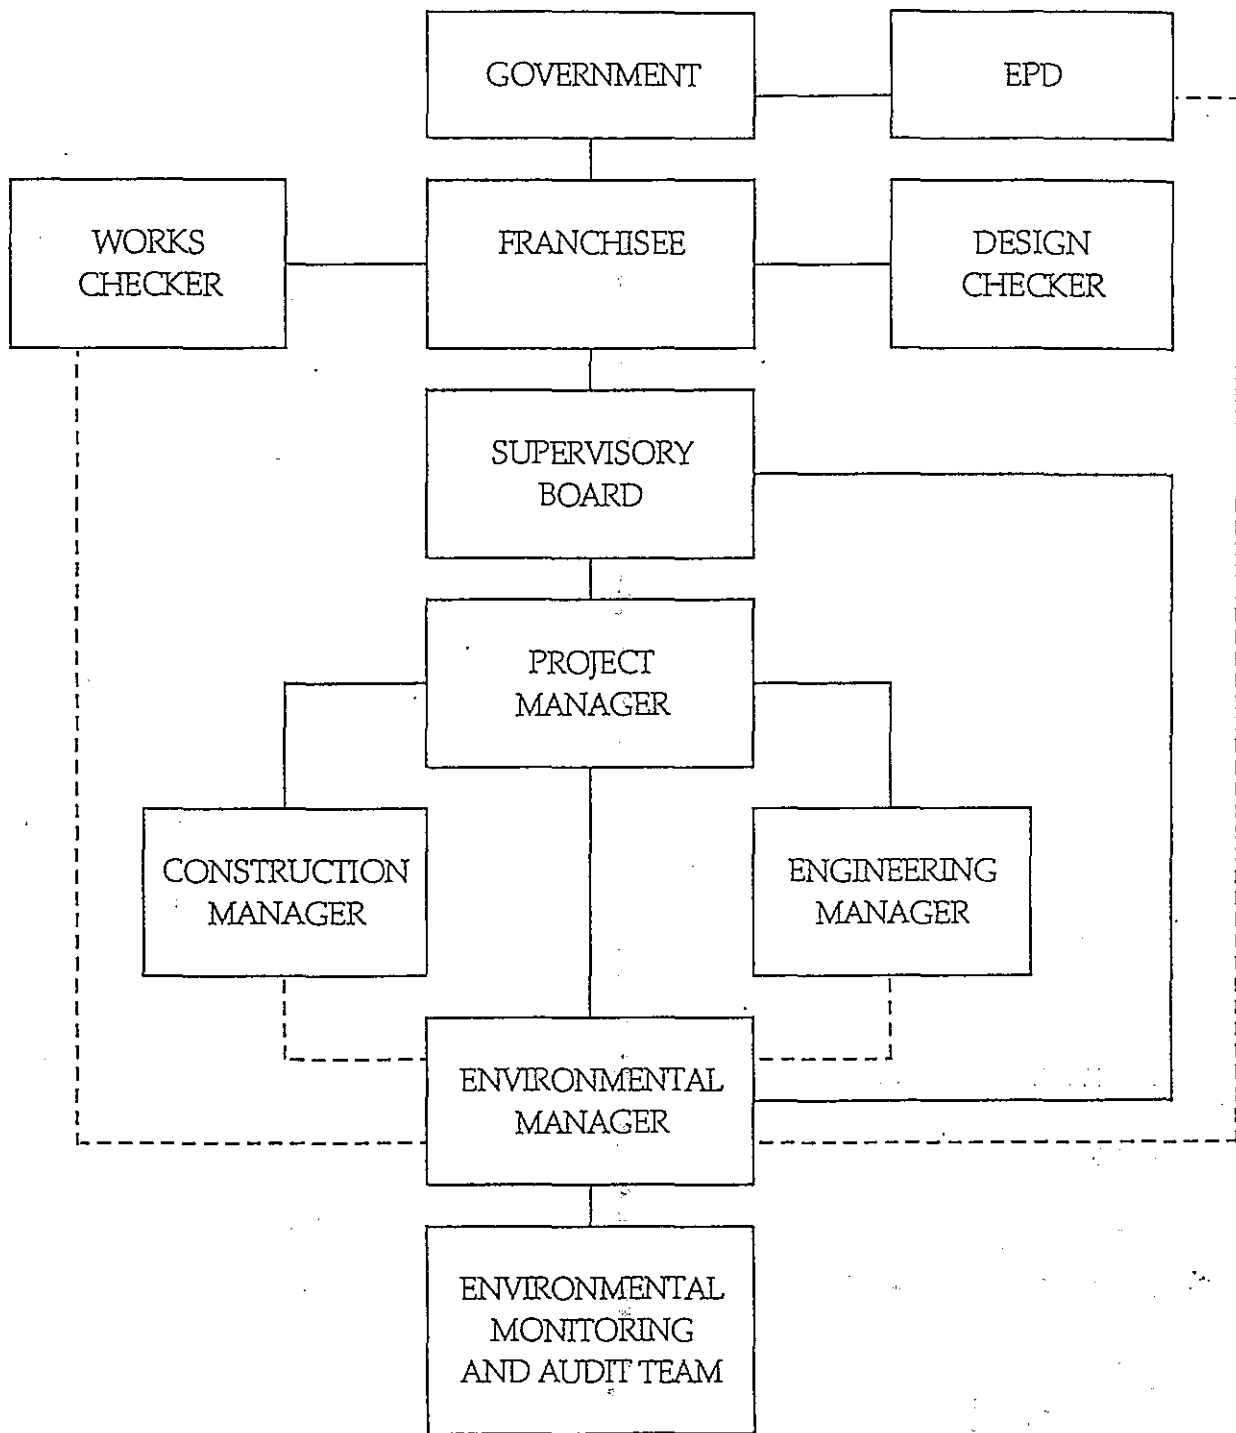 GOVERNMENT
EPD
WORKS
CHECKER
FRANCHISEE
DESIGN
CHECKER
SUPERVISORY
BOARD
PROJECT
MANAGER
CONSTRUCTION
MANAGER
ENGINEERING
MANAGER
ENVIRONMENTAL
MANAGER
ENVIRONMENTAL
MONITORING
AND AUDIT TEAM